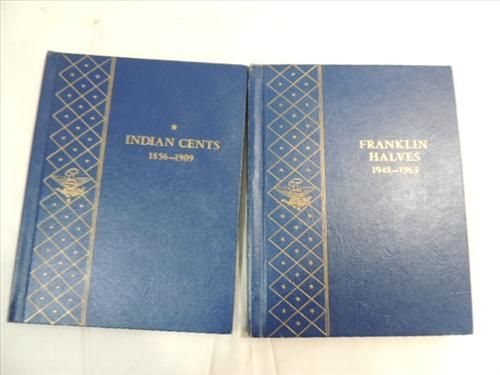 INDIAN CENTS
1856–1909
FRANKLIN
HALVES
1948–1963